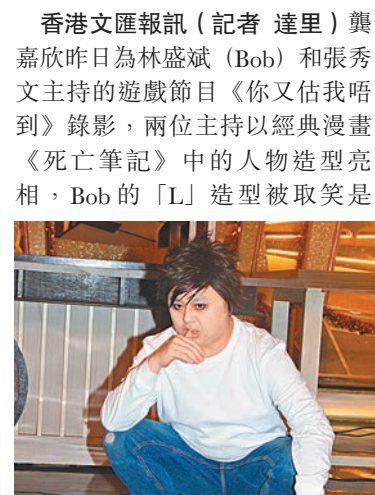 香港文匯報訊（記者 達里）龔
嘉欣昨日為林盛斌（Bob）和張秀
文主持的遊戲節目《你又估我唔
到》錄影，兩位主持以經典漫畫
《死亡筆記》中的人物造型亮
相，Bob的「L」造型被取笑是